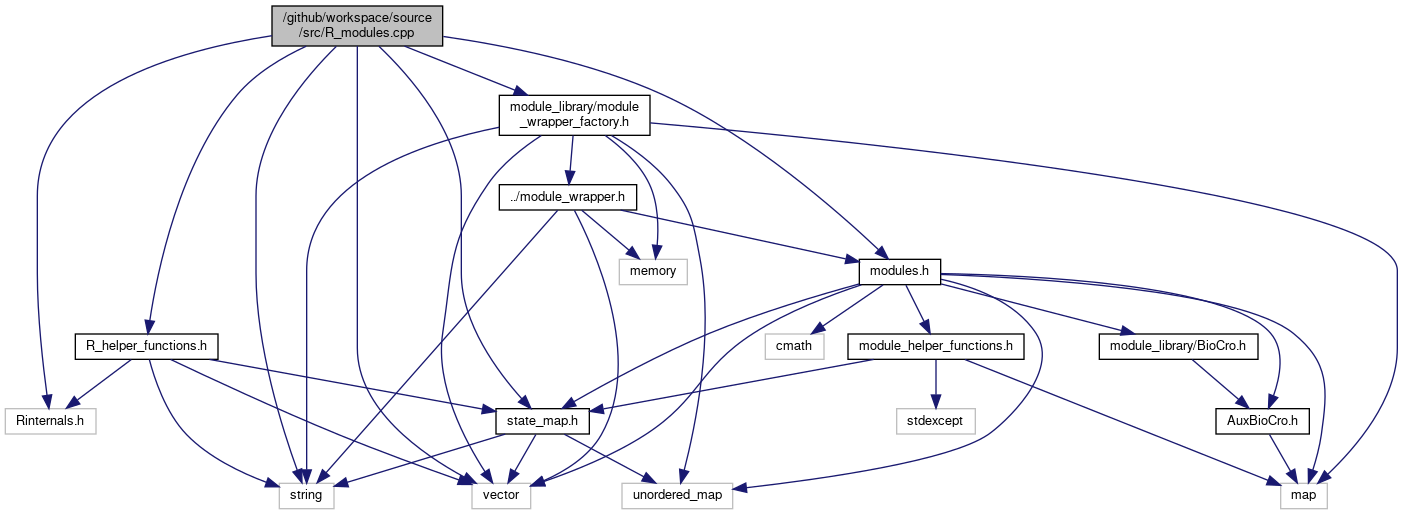 /github/workspace/source
/src/R_modules.cpp
module_library/module
_wrapper_factory.h
../module_wrapper.h
memory
modules.h
R_helper_functions.h
cmath
module_helper_functions.h
module_library/BioCro.h
Rinternals.h
state_map.h
stdexcept
AuxBioCro.h
string
vector
unordered_map
map